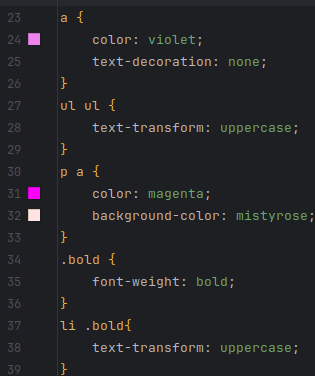 23 a {
24 color: violet;
25 text-decoration: none;
26 }
27 ul ul {
28 text-transform: uppercase;
29 }
30 p a {
31 color: magenta;
32 background-color: mistyrose;
33 }
34 .bold {
35 font-weight: bold;
36 }
37 li .bold{
38 text-transform: uppercase;
39 }